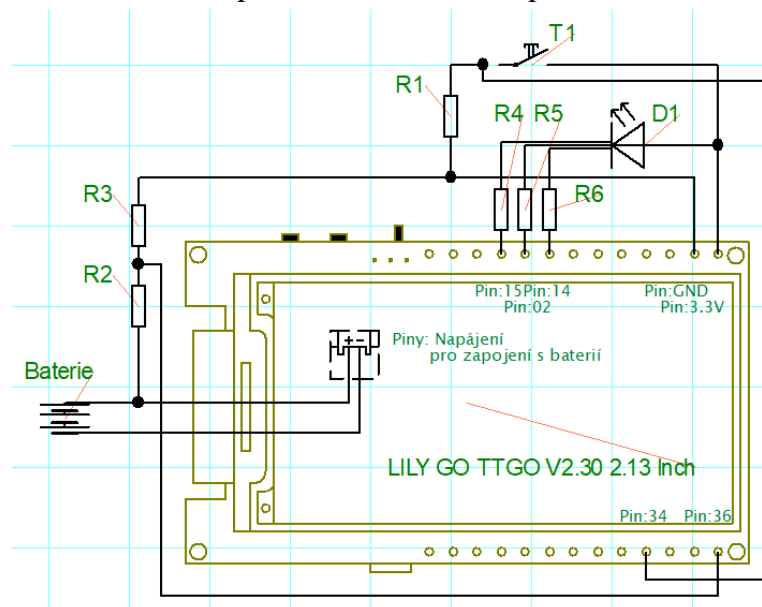 T1
R1
R4
R5
D1
R3
R6
R2
Pin:15Pin:14
Pin:GND
Pin:02
Pin:3.3V
Piny: Napájení
pro zapojení s baterií
+ -
Baterie
LILY GO TTGO V2.30 2.13 Inch
Pin:34
Pin:36